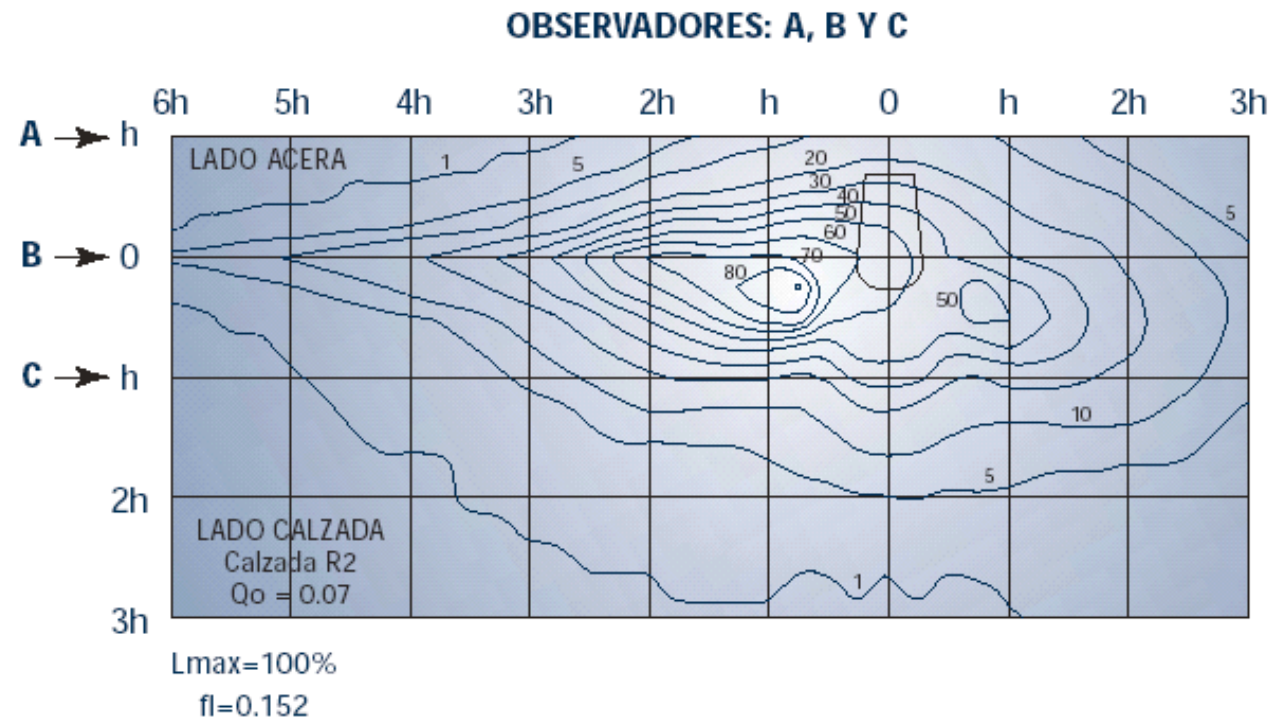 OBSERVADORES: A, B Y C
6h 5h 4h 3h 2h h 0 h 2h 3h
A h
LADO ACERA
1
5
20
30
40
50
60
5
B 0
70
80
50
C h
10
5
2h
LADO CALZADA
Calzada R2
Qo = 0.07
1
3h
Lmax=100%
fl=0.152